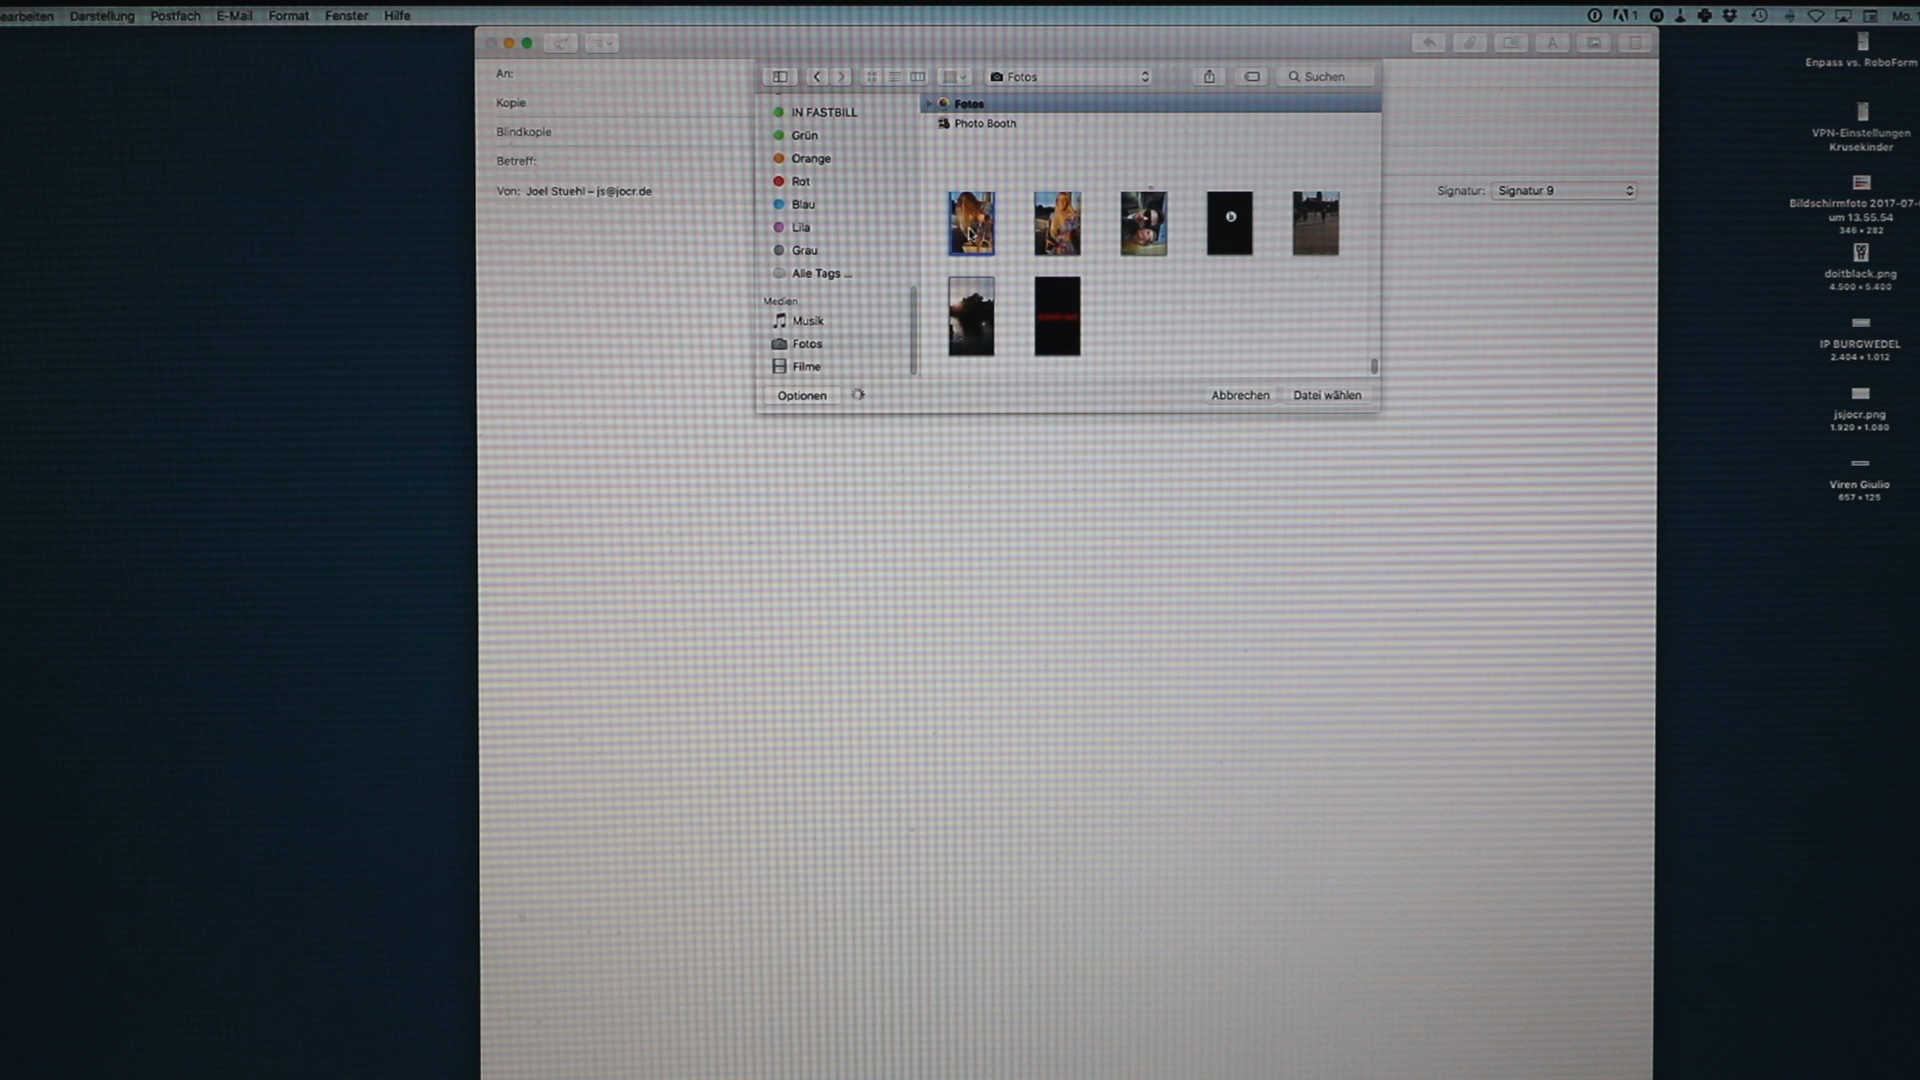 earbeiten Darstellung Postfach E-Mail Format Fenster Hilfe
1
Mo.
An:
Kopie
Blindkopie
Betreff:
Von: Joel Stuehl – js@jocr.de
Signatur: Signatur 9
Fotos
Suchen
IN FASTBILL
Grün
Orange
Rot
Blau
Lila
Grau
Alle Tags ...
Medien
Musik
Fotos
Filme
Fotos
Photo Booth
Optionen
Abbrechen
Datei wählen
Enpass vs. RoboForm
VPN-Einstellungen
Krusekinder
Bildschirmfoto 2017-07-
um 13.55.54
346 × 282
doitblack.png
4.500 × 5.400
IP BURGWEDEL
2.404 × 1.012
jsjocr.png
1.920 × 1.080
Viren Giulio
657 × 125